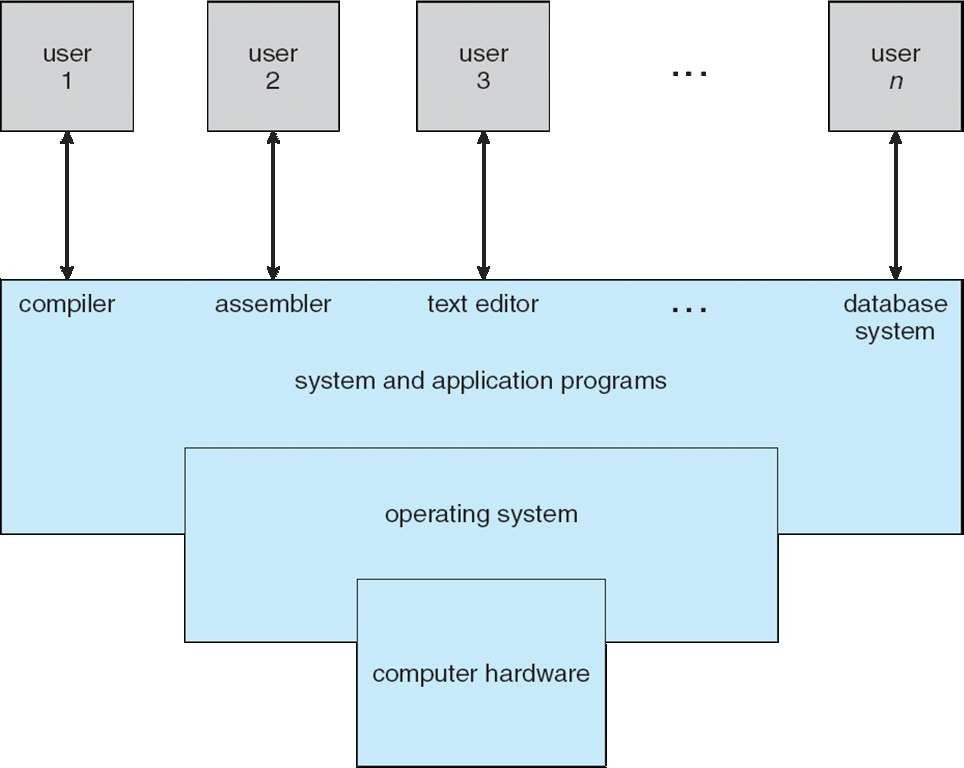 user
1
user
2
user
3
...
user
n
compiler
assembler
text editor
...
database
system
system and application programs
operating system
computer hardware